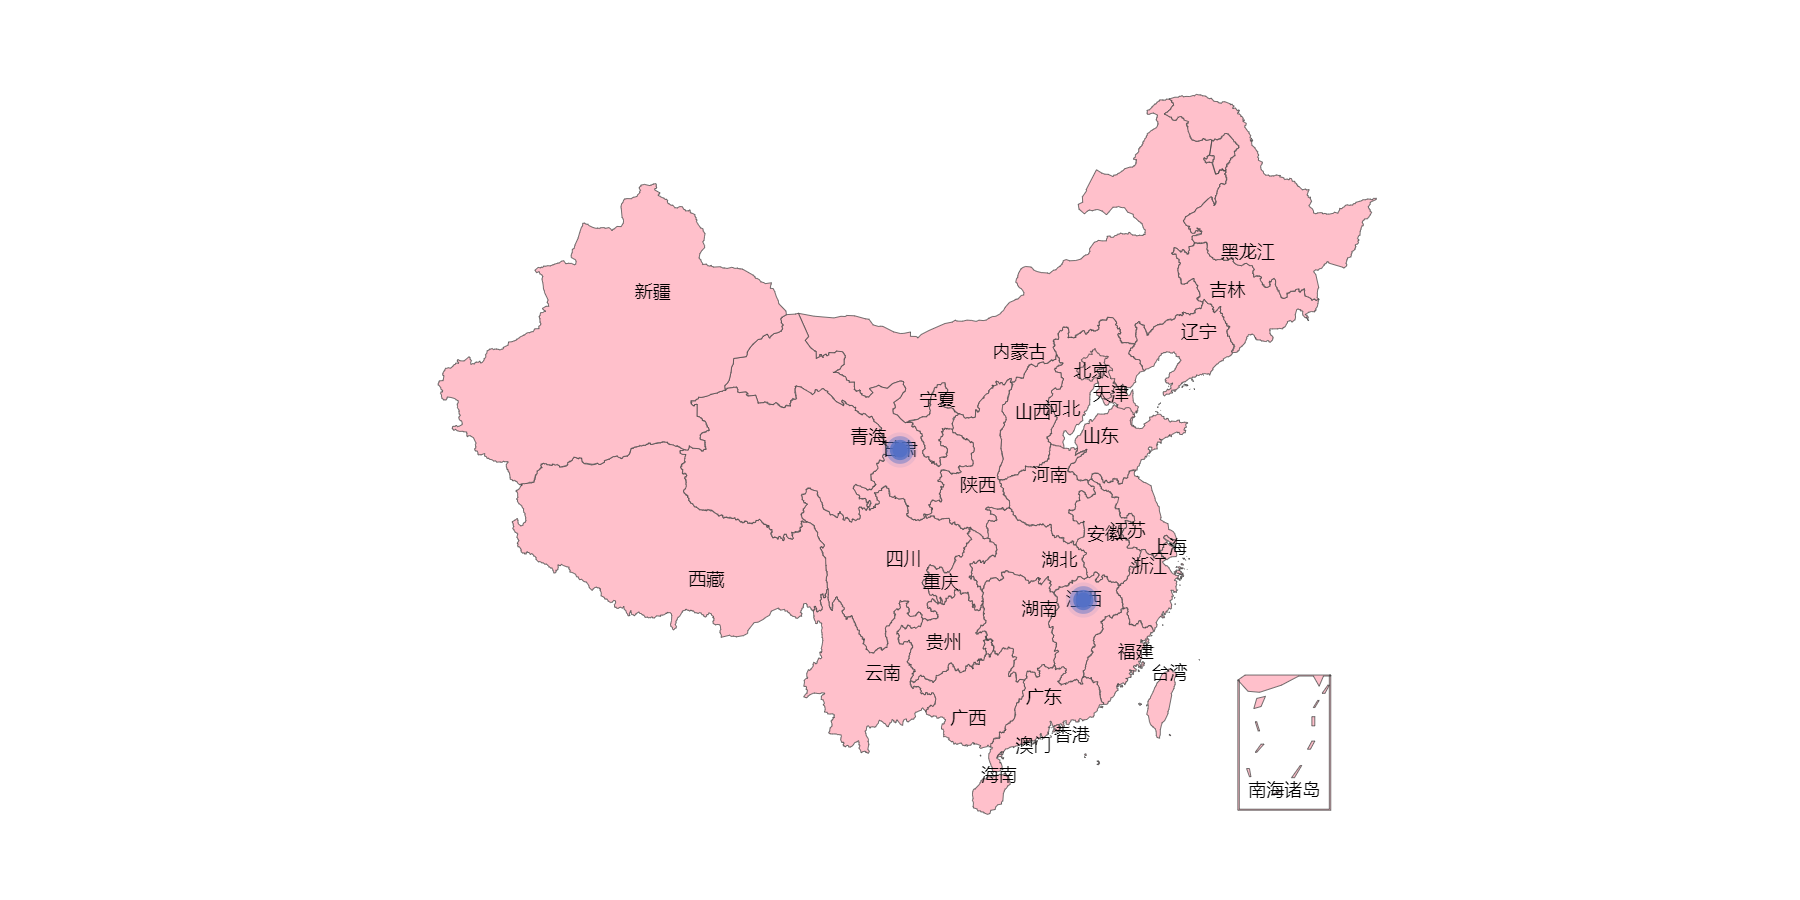 黑龙江
新疆
吉林
辽宁
内蒙古
北京
天津
宁夏
山西
河北
青海
山东
甘肃
河南
陕西
安徽
江苏
上海
四川
湖北
浙江
西藏
重庆
江西
湖南
贵州
福建
云南
台湾
广东
广西
香港
澳门
海南
南海诸岛